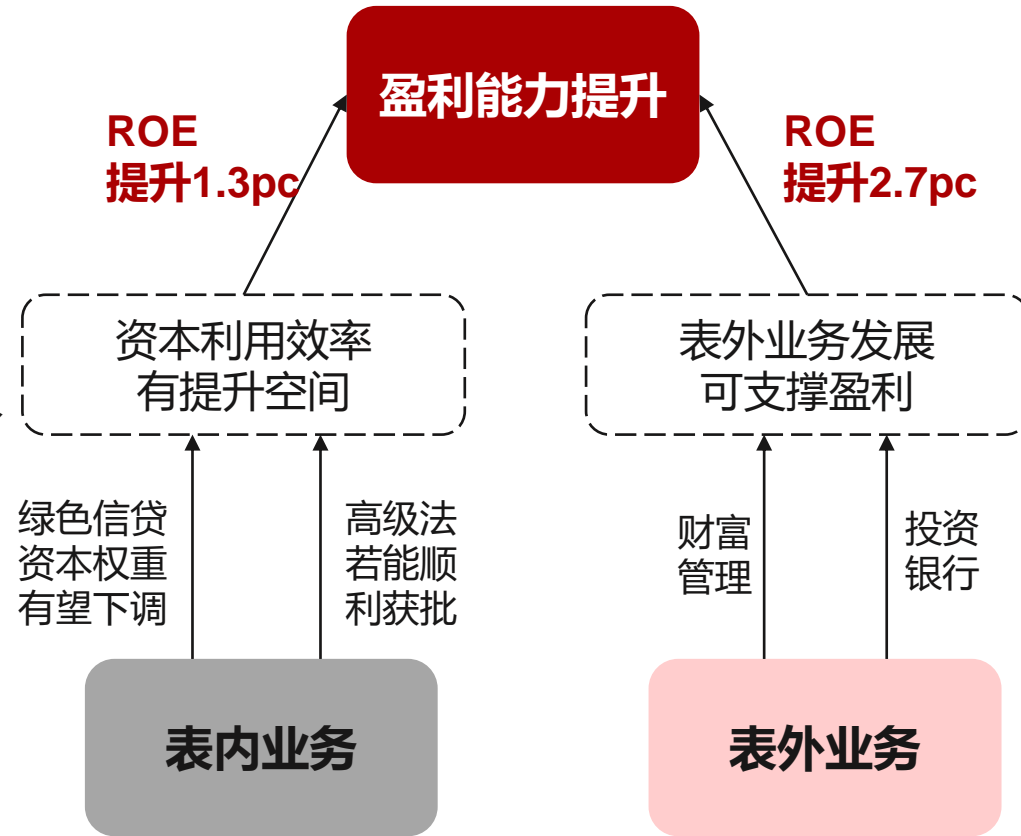 盈利能力提升
ROE
提升1.3pc
ROE
提升2.7pc
资本利用效率
有提升空间
表外业务发展
可支撑盈利
绿色信贷
资本权重
有望下调
高级法
若能顺
利获批
财富
管理
投资
银行
表内业务
表外业务